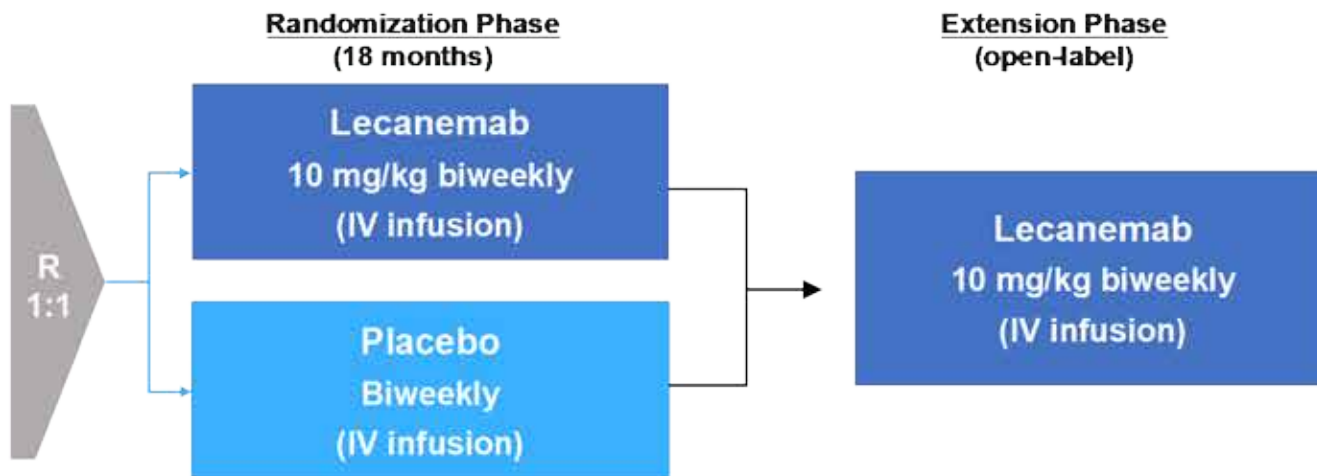 Randomization Phase
(18 months)
Extension Phase
(open-label)
R
1:1
Lecanemab
10 mg/kg biweekly
(IV infusion)
Placebo
Biweekly
(IV infusion)
Lecanemab
10 mg/kg biweekly
(IV infusion)